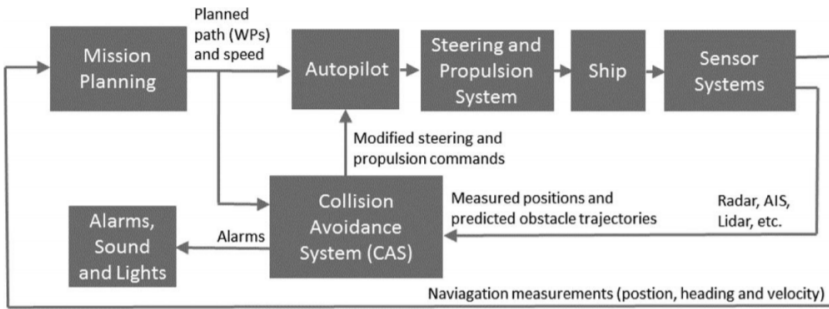 Planned
path (WPs)
and speed
Mission
Planning
Autopilot
Steering and
Propulsion
System
Ship
Sensor
Systems
Modified steering and
propulsion commands
Collision
Avoidance
System (CAS)
Measured positions and
predicted obstacle trajectories
Radar, AIS,
Lidar, etc.
Alarms,
Sound
and Lights
Alarms
Naviagation measurements (postion, heading and velocity)